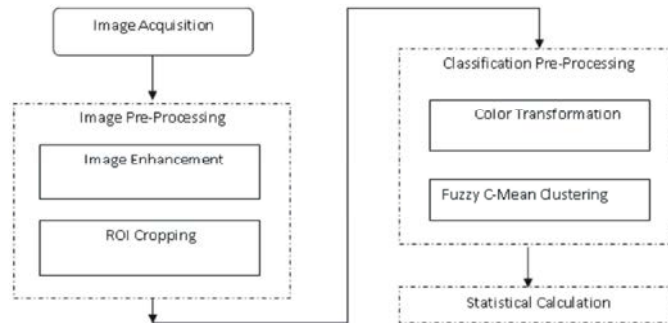 Image Acquisition
Image Pre-Processing
Image Enhancement
ROI Cropping
Classification Pre-Processing
Color Transformation
Fuzzy C-Mean Clustering
Statistical Calculation